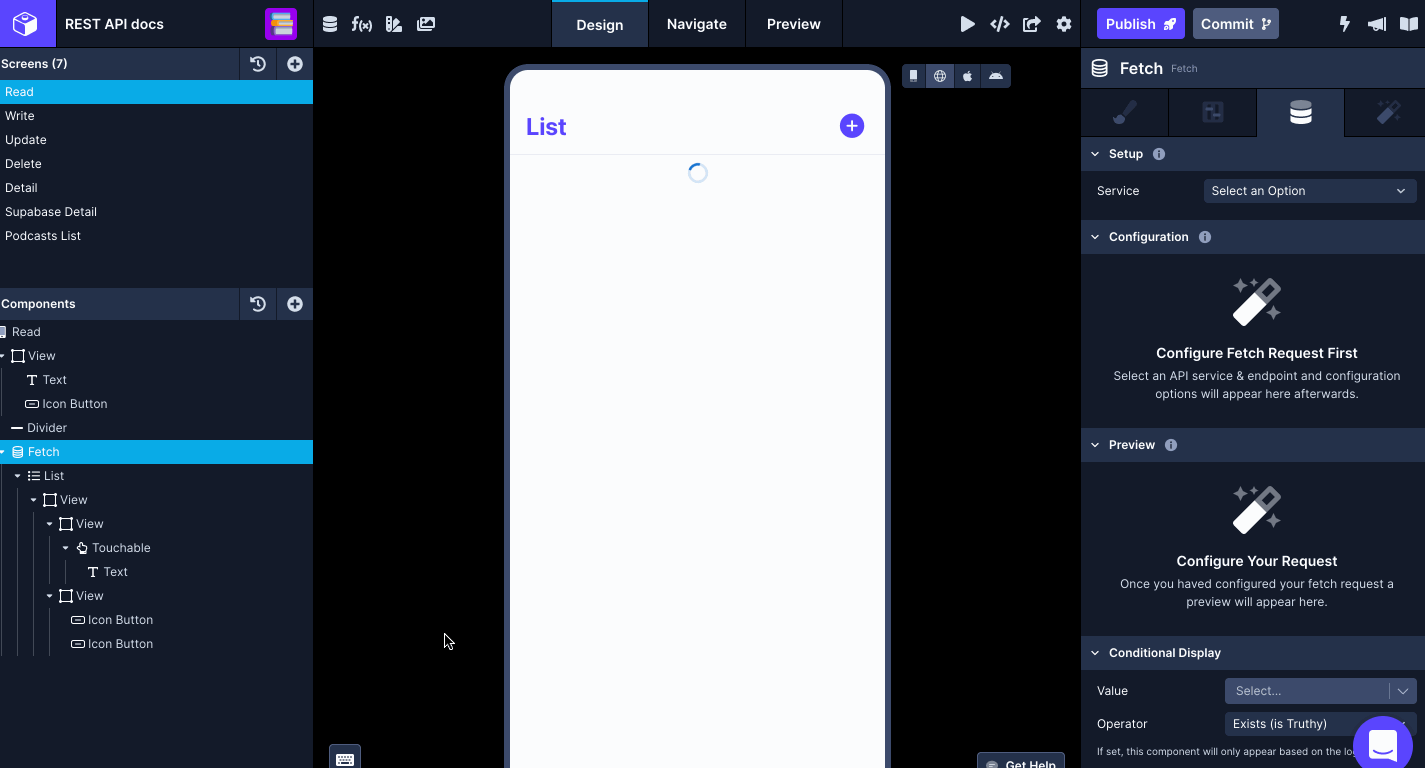 REST API docs
f(x)
Design
Navigate
Preview
Publish
Commit
Screens (7)
Read
Write
Update
Delete
Detail
Supabase Detail
Podcasts List
Components
Read
View
Text
Icon Button
Divider
Fetch
List
View
View
Touchable
Text
View
Icon Button
Icon Button
List
Get Help
Fetch Fetch
Setup
Service Select an Option
Configuration
Configure Fetch Request First
Select an API service & endpoint and configuration
options will appear here afterwards.
Preview
Configure Your Request
Once you haved configured your fetch request a
preview will appear here.
Conditional Display
Value Select...
Operator Exists (is Truthy)
If set, this component will only appear based on the